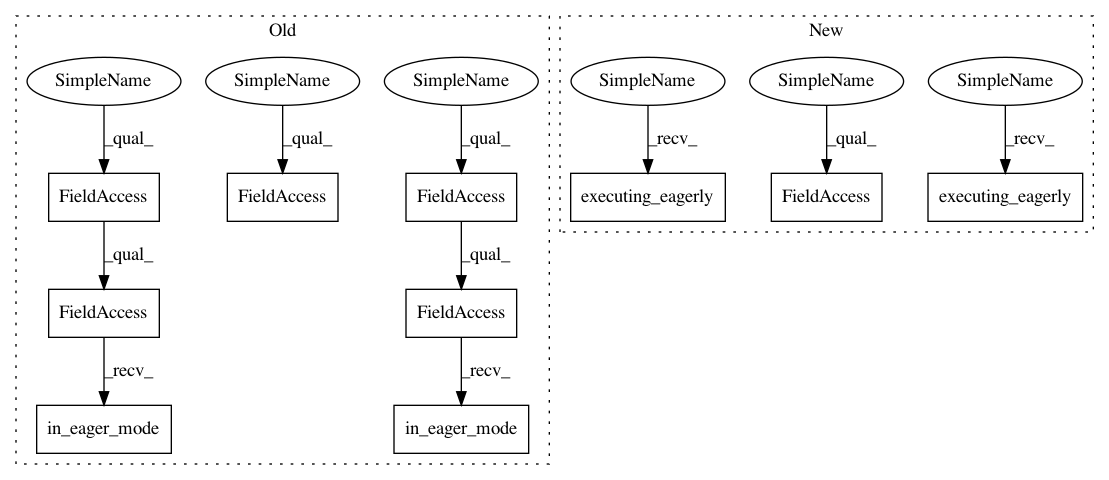 Old
New
SimpleName
SimpleName
SimpleName
SimpleName
SimpleName
SimpleName
_qual_
_qual_
_qual_
_recv_
_qual_
_recv_
FieldAccess
FieldAccess
FieldAccess
executing_eagerly
FieldAccess
executing_eagerly
_qual_
_qual_
FieldAccess
FieldAccess
_recv_
_recv_
in_eager_mode
in_eager_mode